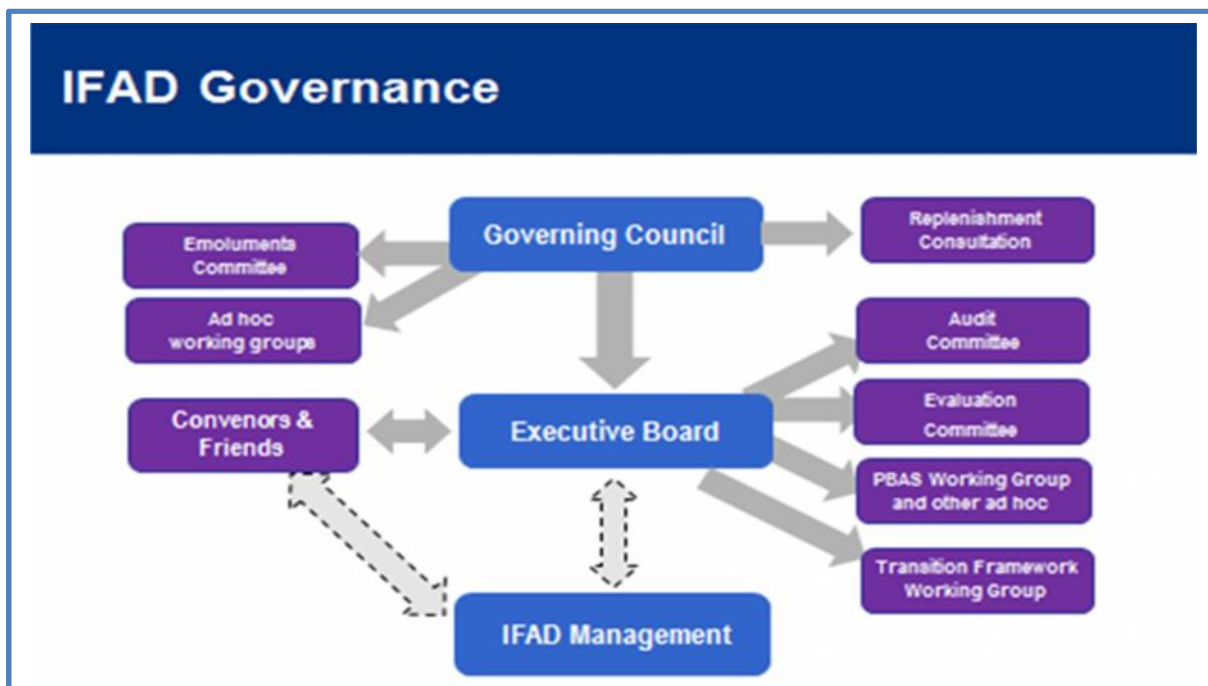 IFAD Governance
Governing Council
Emoluments
Committee
Ad hoc
working groups
Replenishment
Consultation
Convenors &
Friends
Executive Board
Audit
Committee
Evaluation
Committee
PBAS Working Group
and other ad hoc
Transition Framework
Working Group
IFAD Management